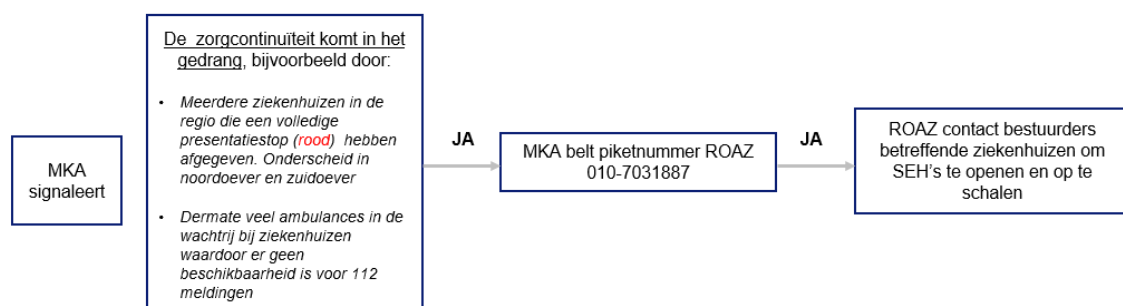 MKA
signaleert
De zorgcontinuïteit komt in het
gedrang, bijvoorbeeld door:
• Meerdere ziekenhuizen in de
regio die een volledige
presentatiestop (rood) hebben
afgegeven. Onderscheid in
noordoever en zuidoever
• Dermate veel ambulances in de
wachtrij bij ziekenhuizen
waardoor er geen
beschikbaarheid is voor 112
meldingen
JA
MKA belt piketnummer ROAZ
010-7031887
JA
ROAZ contact bestuurders
betreffende ziekenhuizen om
SEH's te openen en op te
schalen